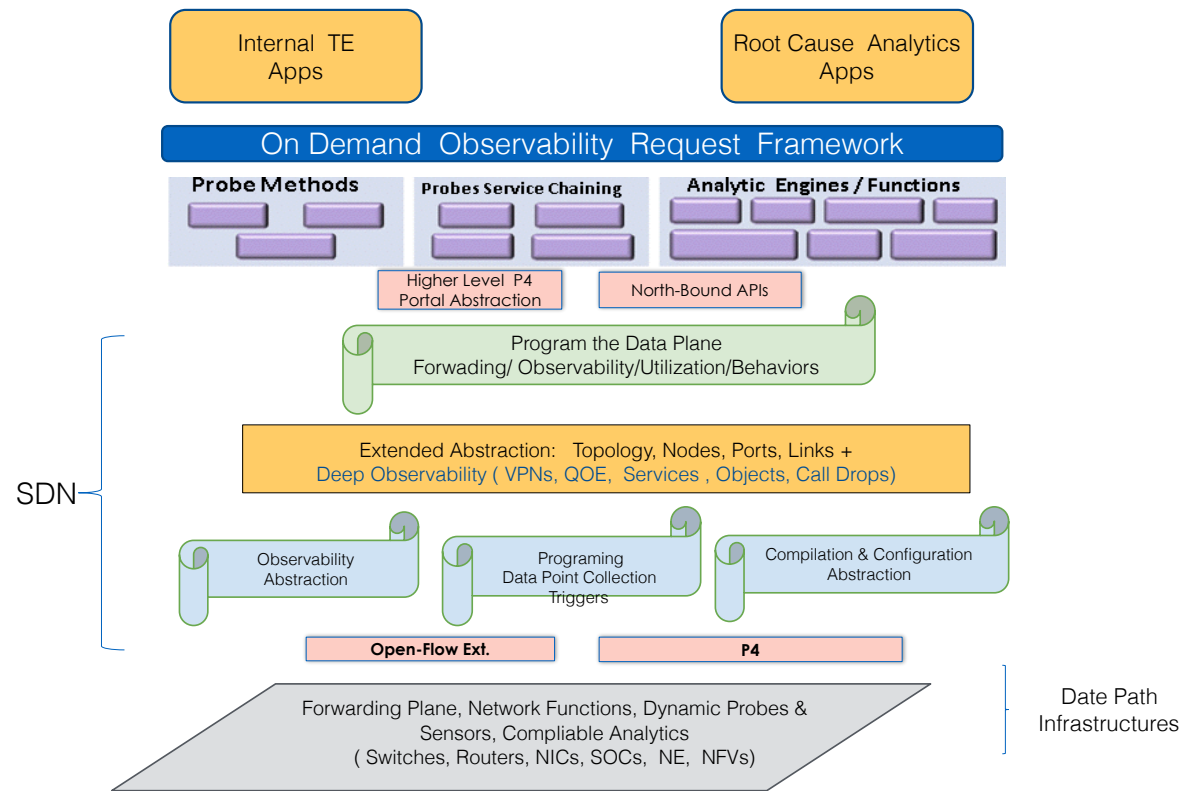 Internal TE
Apps
Root Cause Analytics
Apps
On Demand Observability Request Framework
Probe Methods
Probes Service Chaining
Analytic Engines / Functions
Higher Level P4
Portal Abstraction
North-Bound APIs
Program the Data Plane
Forwading/ Observability/Utilization/Behaviors
Extended Abstraction: Topology, Nodes, Ports, Links +
Deep Observability ( VPNs, QOE, Services , Objects, Call Drops)
SDN
Observability
Abstraction
Programing
Data Point Collection
Triggers
Compilation & Configuration
Abstraction
Open-Flow Ext.
P4
Forwarding Plane, Network Functions, Dynamic Probes &
Sensors, Compliable Analytics
( Switches, Routers, NICs, SOCs, NE, NFVs)
Date Path
Infrastructures